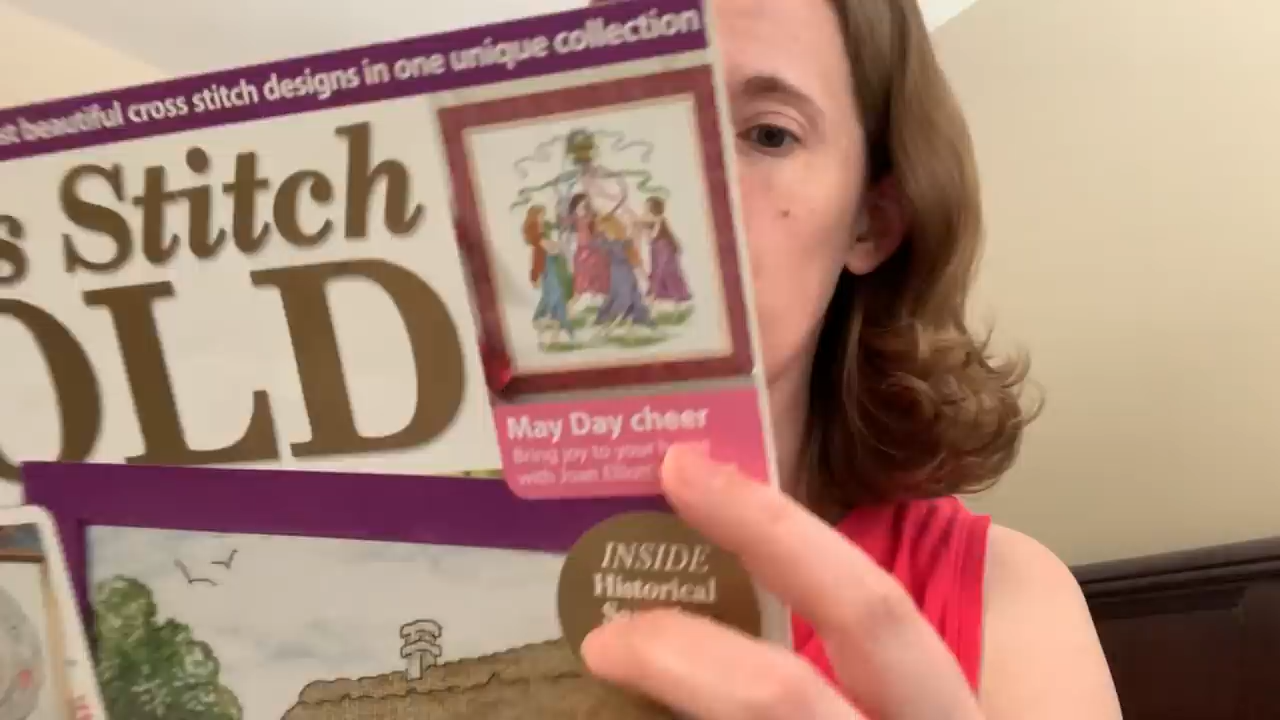 beautiful cross stitch designs in one unique collection
s Stitch
OLD
May Day cheer
Bring joy to your
with Joan Elliott
INSIDE
Historical